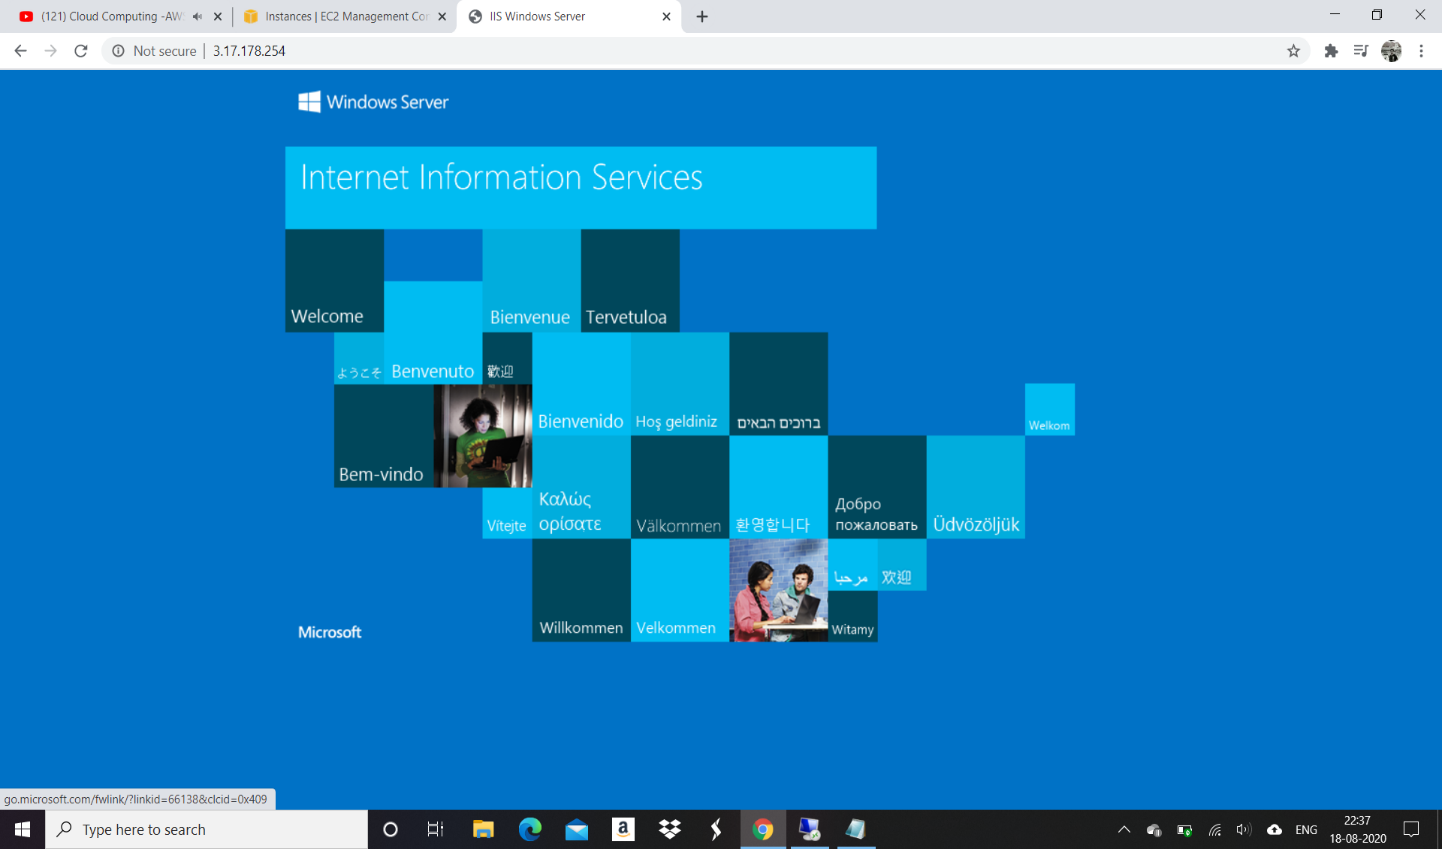 (121) Cloud Computing -AW
Instances | EC2 Management Con
IIS Windows Server
Not secure
3.17.178.254
Windows Server
Internet Information Services
Welcome
Bienvenue
Tervetuloa
ようこそ
Benvenuto
歡迎
Bienvenido
Hoş geldiniz
ברוכים הבאים
Welkom
Bem-vindo
Vítejte
Καλώς
ορίσατε
Välkommen
환영합니다
Добро
пожаловать
Üdvözöljük
مرحبا
欢迎
Willkommen
Velkommen
Witamy
Microsoft
go.microsoft.com/fwlink/?linkid=66138&clcid=0x409
Type here to search
ENG
22:37
18-08-2020